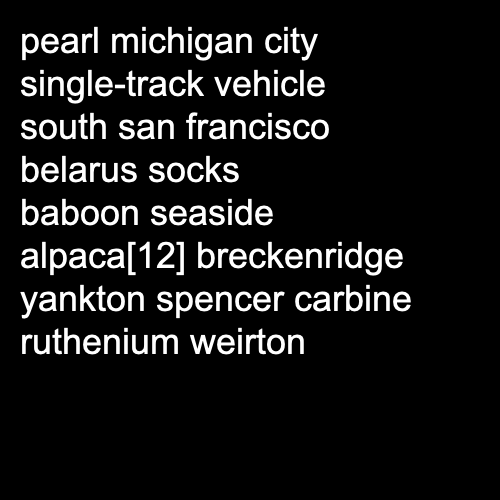 pearl michigan city
single-track vehicle
south san francisco
belarus socks
baboon seaside
alpaca[12] breckenridge
yankton spencer carbine
ruthenium weirton